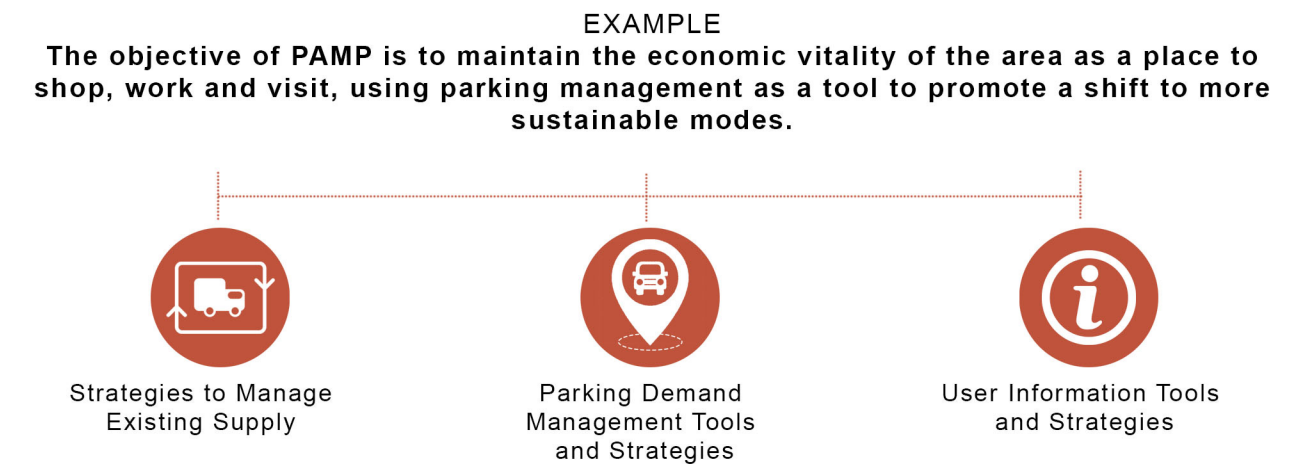 EXAMPLE
The objective of PAMP is to maintain the economic vitality of the area as a place to
shop, work and visit, using parking management as a tool to promote a shift to more
sustainable modes.
Strategies to Manage
Existing Supply
Parking Demand
Management Tools
and Strategies
User Information Tools
and Strategies